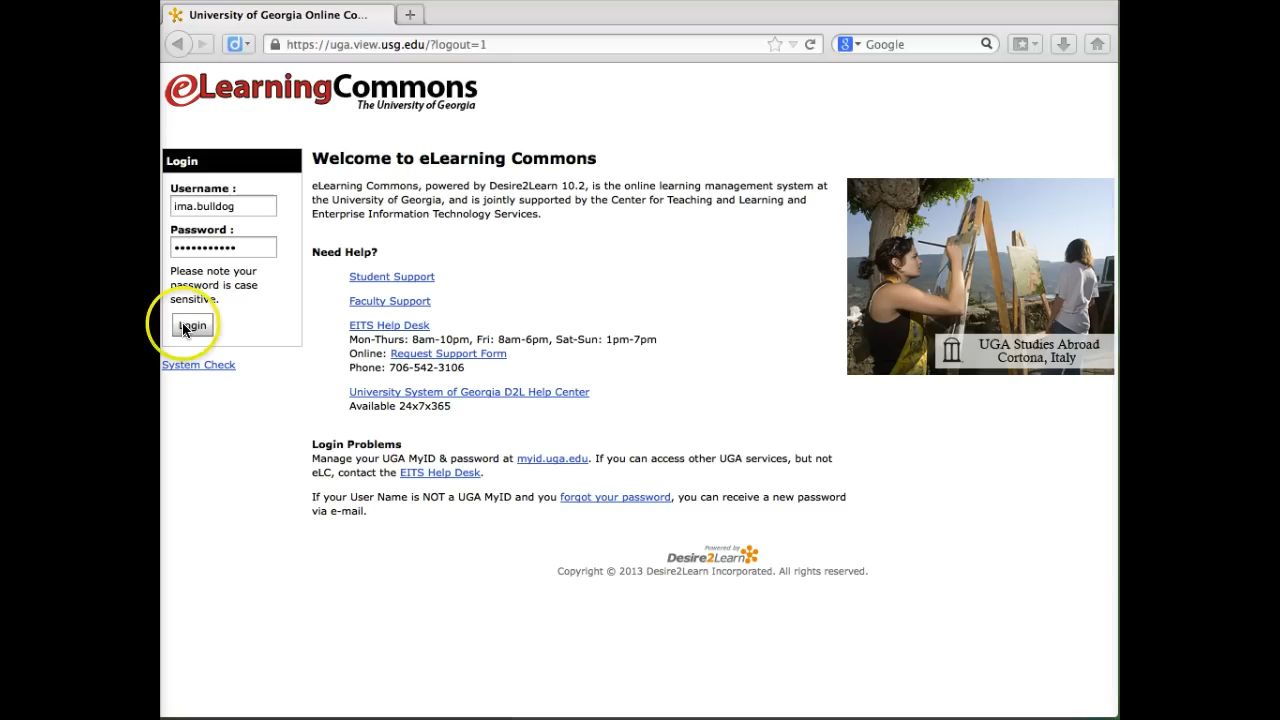 University of Georgia Online Co...
https://uga.view.usg.edu/?logout=1
Google
eLearningCommons
The University of Georgia
Login
Username :
ima.bulldog
Password :
•••••••••••
Please note your
password is case
sensitive.
Login
System Check
Welcome to eLearning Commons
eLearning Commons, powered by Desire2Learn 10.2, is the online learning management system at
the University of Georgia, and is jointly supported by the Center for Teaching and Learning and
Enterprise Information Technology Services.
Need Help?
Student Support
Faculty Support
EITS Help Desk
Mon-Thurs: 8am-10pm, Fri: 8am-6pm, Sat-Sun: 1pm-7pm
Online: Request Support Form
Phone: 706-542-3106
University System of Georgia D2L Help Center
Available 24x7x365
Login Problems
Manage your UGA MyID & password at myid.uga.edu. If you can access other UGA services, but not
eLC, contact the EITS Help Desk.
If your User Name is NOT a UGA MyID and you forgot your password, you can receive a new password
via e-mail.
UGA Studies Abroad
Cortona, Italy
Powered by
Desire2Learn
Copyright © 2013 Desire2Learn Incorporated. All rights reserved.